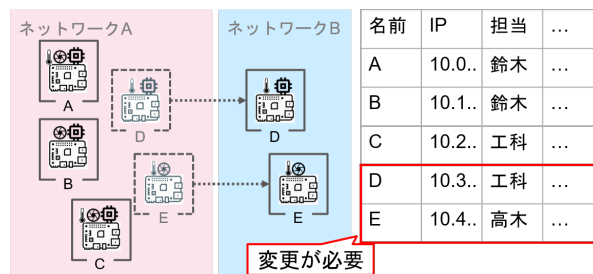 ネットワークA
ネットワークB
A
D
D
B
E
E
C
名前 IP 担当 …
A 10.0.. 鈴木 …
B 10.1.. 鈴木 …
C 10.2.. 工科 …
D 10.3.. 工科 …
E 10.4.. 高木 …
変更が必要